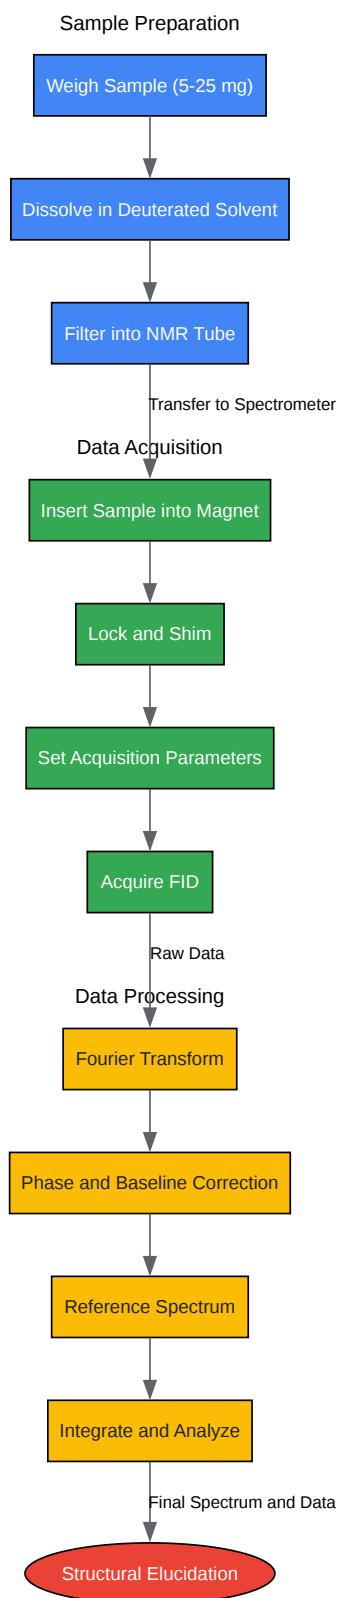 Sample Preparation
Weigh Sample (5-25 mg)
Dissolve in Deuterated Solvent
Filter into NMR Tube
Transfer to Spectrometer
Data Acquisition
Insert Sample into Magnet
Lock and Shim
Set Acquisition Parameters
Acquire FID
Raw Data
Data Processing
Fourier Transform
Phase and Baseline Correction
Reference Spectrum
Integrate and Analyze
Final Spectrum and Data
Structural Elucidation